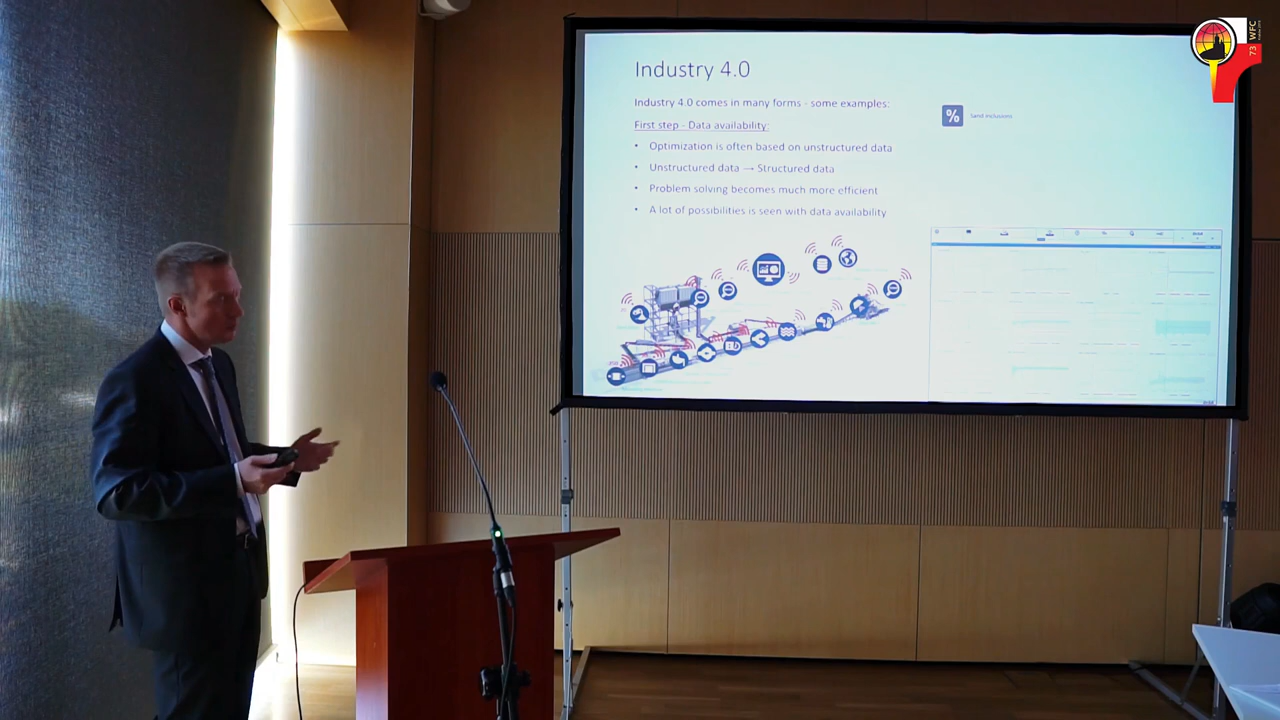 Industry 4.0
Industry 4.0 comes in many forms - some examples:
First step - Data availability:
• Optimization is often based on unstructured data
• Unstructured data → Structured data
• Problem solving becomes much more efficient
• A lot of possibilities is seen with data availability
% Sand inclusions
73 WFC